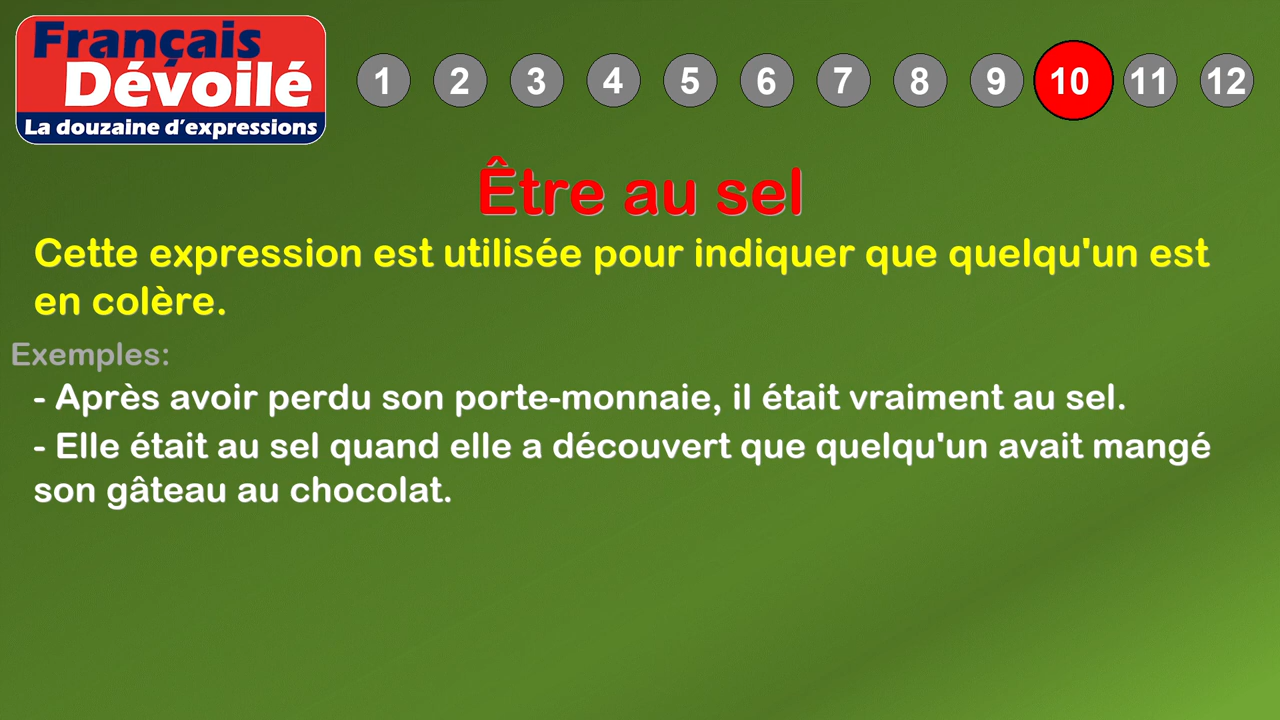 Français
Dévoilé
La douzaine d'expressions
1 2 3 4 5 6 7 8 9 10 11 12
Être au sel
Cette expression est utilisée pour indiquer que quelqu'un est
en colère.
Exemples:
- Après avoir perdu son porte-monnaie, il était vraiment au sel.
- Elle était au sel quand elle a découvert que quelqu'un avait mangé
son gâteau au chocolat.